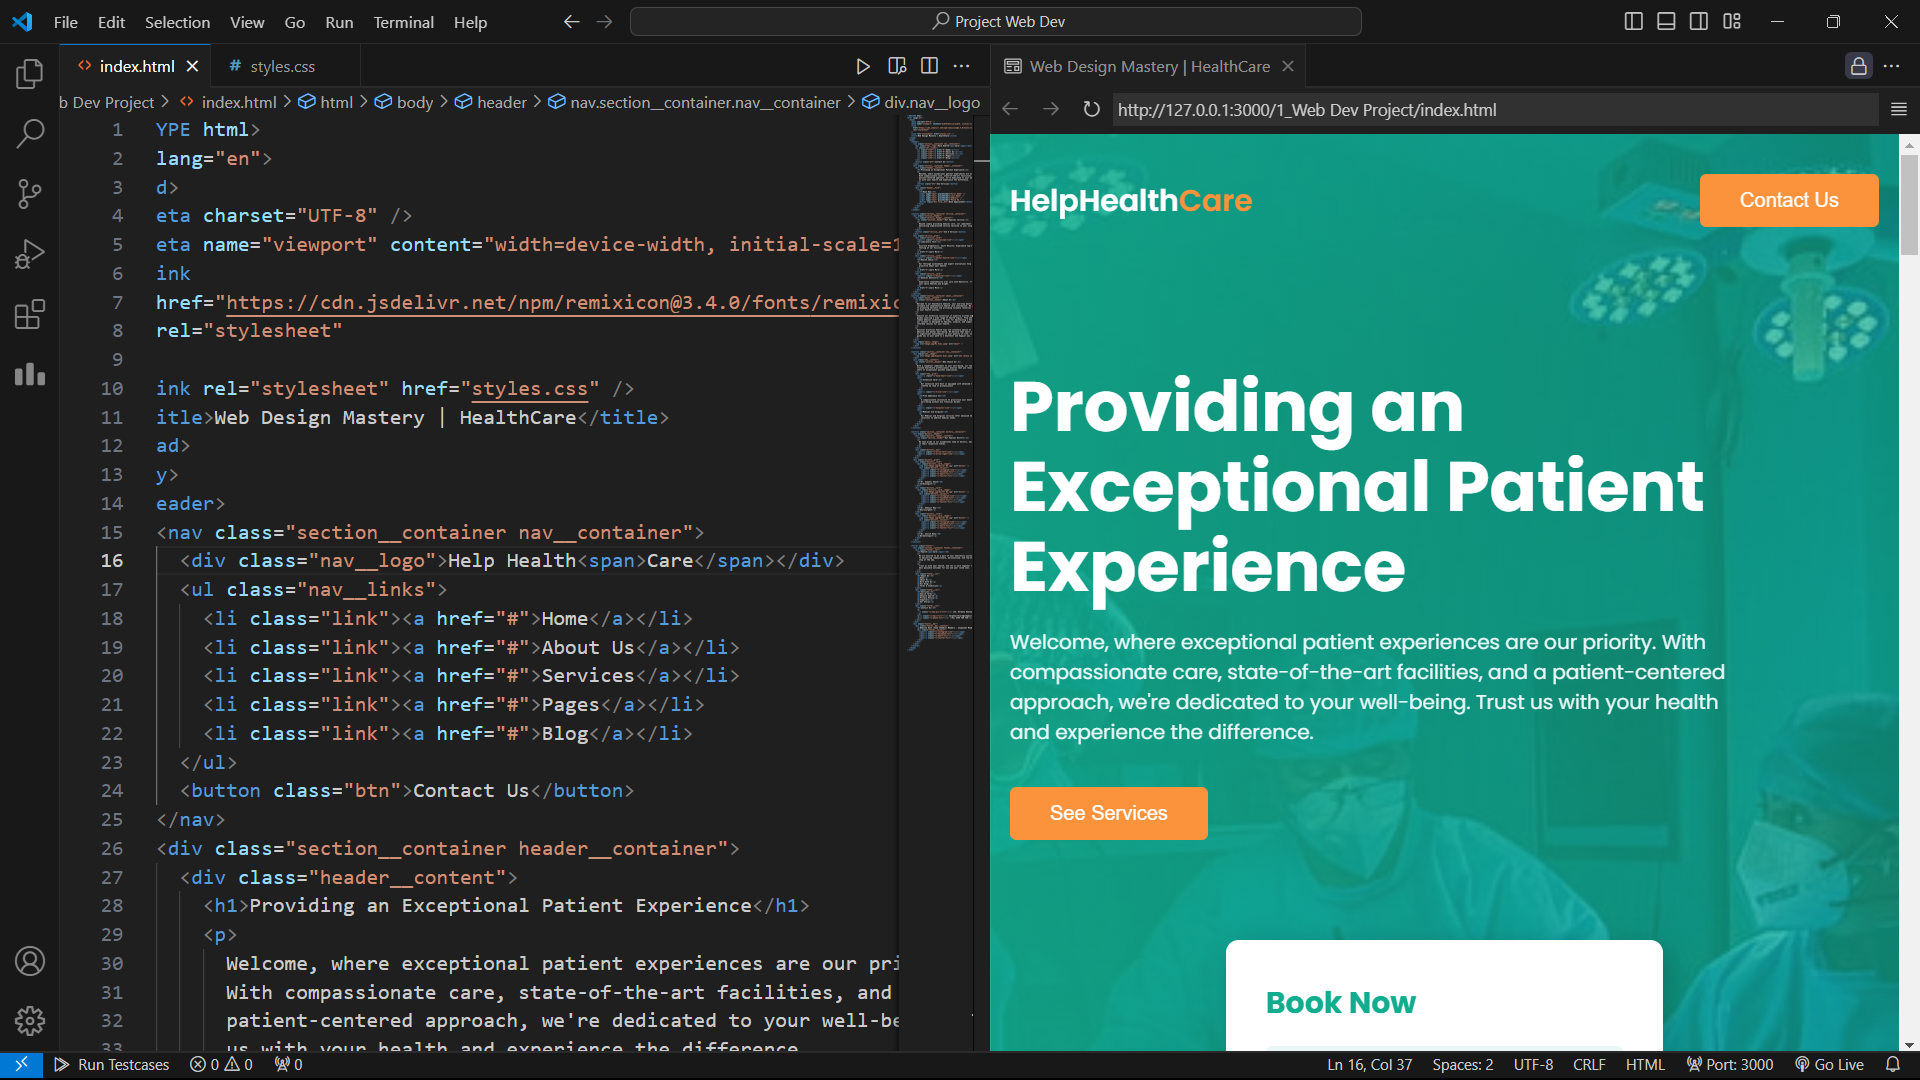 File Edit Selection View Go Run Terminal Help
Project Web Dev
index.html
styles.css
b Dev Project > index.html > html > body > header > nav.section__container.nav__container > div.nav__logo
1 YPE html>
2 lang="en">
3 d>
4 eta charset="UTF-8" />
5 eta name="viewport" content="width=device-width, initial-scale=1
6 ink
7 href="https://cdn.jsdelivr.net/npm/remixicon@3.4.0/fonts/remixic
8 rel="stylesheet"
9
10 ink rel="stylesheet" href="styles.css" />
11 itle>Web Design Mastery | HealthCare</title>
12 ad>
13 y>
14 eader>
15 <nav class="section__container nav__container">
16 <div class="nav__logo">Help Health<span>Care</span></div>
17 <ul class="nav__links">
18 <li class="link"><a href="#">Home</a></li>
19 <li class="link"><a href="#">About Us</a></li>
20 <li class="link"><a href="#">Services</a></li>
21 <li class="link"><a href="#">Pages</a></li>
22 <li class="link"><a href="#">Blog</a></li>
23 </ul>
24 <button class="btn">Contact Us</button>
25 </nav>
26 <div class="section__container header__container">
27 <div class="header__content">
28 <h1>Providing an Exceptional Patient Experience</h1>
29 <p>
30 Welcome, where exceptional patient experiences are our pri
31 With compassionate care, state-of-the-art facilities, and
32 patient-centered approach, we're dedicated to your well-be
33 us with your health and experience the difference
Web Design Mastery | HealthCare
http://127.0.0.1:3000/1_Web Dev Project/index.html
HelpHealthCare
Contact Us
Providing an
Exceptional Patient
Experience
Welcome, where exceptional patient experiences are our priority. With
compassionate care, state-of-the-art facilities, and a patient-centered
approach, we're dedicated to your well-being. Trust us with your health
and experience the difference.
See Services
Book Now
Run Testcases 0 0 0
Ln 16, Col 37 Spaces: 2 UTF-8 CRLF HTML Port: 3000 Go Live